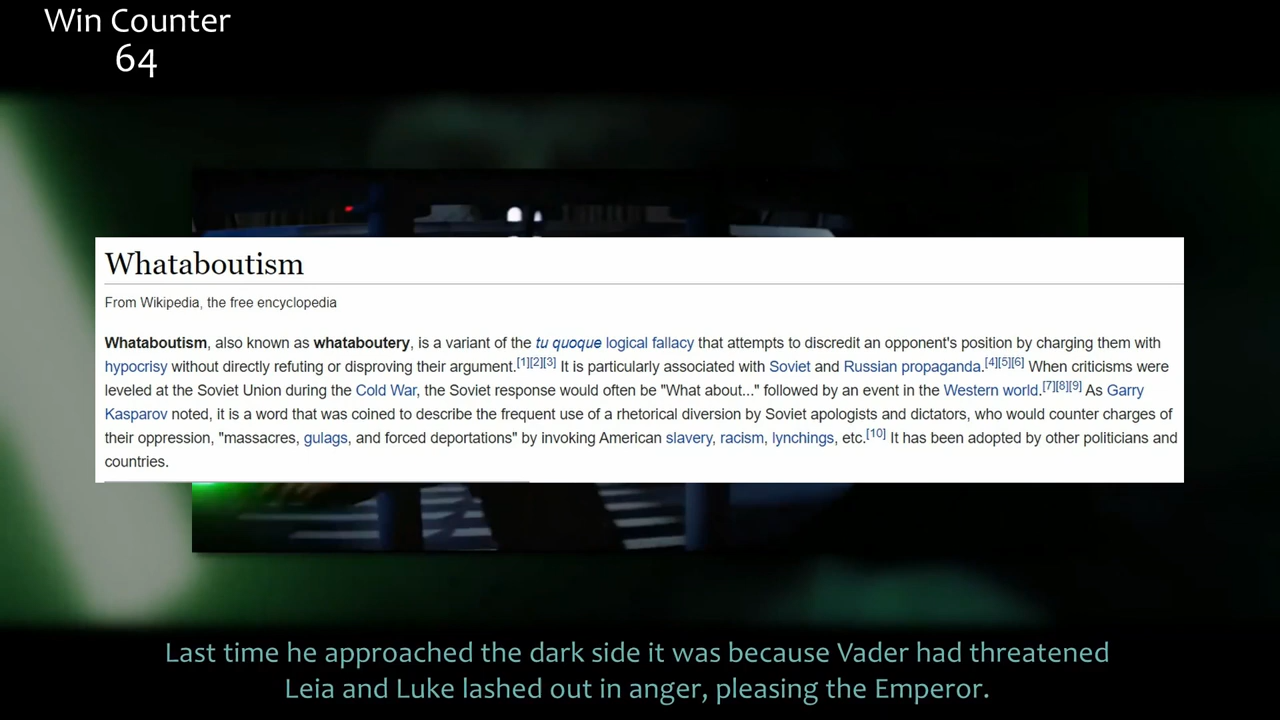 Win Counter
64
Whataboutism
From Wikipedia, the free encyclopedia
Whataboutism, also known as whataboutery, is a variant of the tu quoque logical fallacy that attempts to discredit an opponent's position by charging them with
hypocrisy without directly refuting or disproving their argument.[1][2][3] It is particularly associated with Soviet and Russian propaganda.[4][5][6] When criticisms were
leveled at the Soviet Union during the Cold War, the Soviet response would often be "What about..." followed by an event in the Western world.[7][8][9] As Garry
Kasparov noted, it is a word that was coined to describe the frequent use of a rhetorical diversion by Soviet apologists and dictators, who would counter charges of
their oppression, "massacres, gulags, and forced deportations" by invoking American slavery, racism, lynchings, etc.[10] It has been adopted by other politicians and
countries.
Last time he approached the dark side it was because Vader had threatened
Leia and Luke lashed out in anger, pleasing the Emperor.